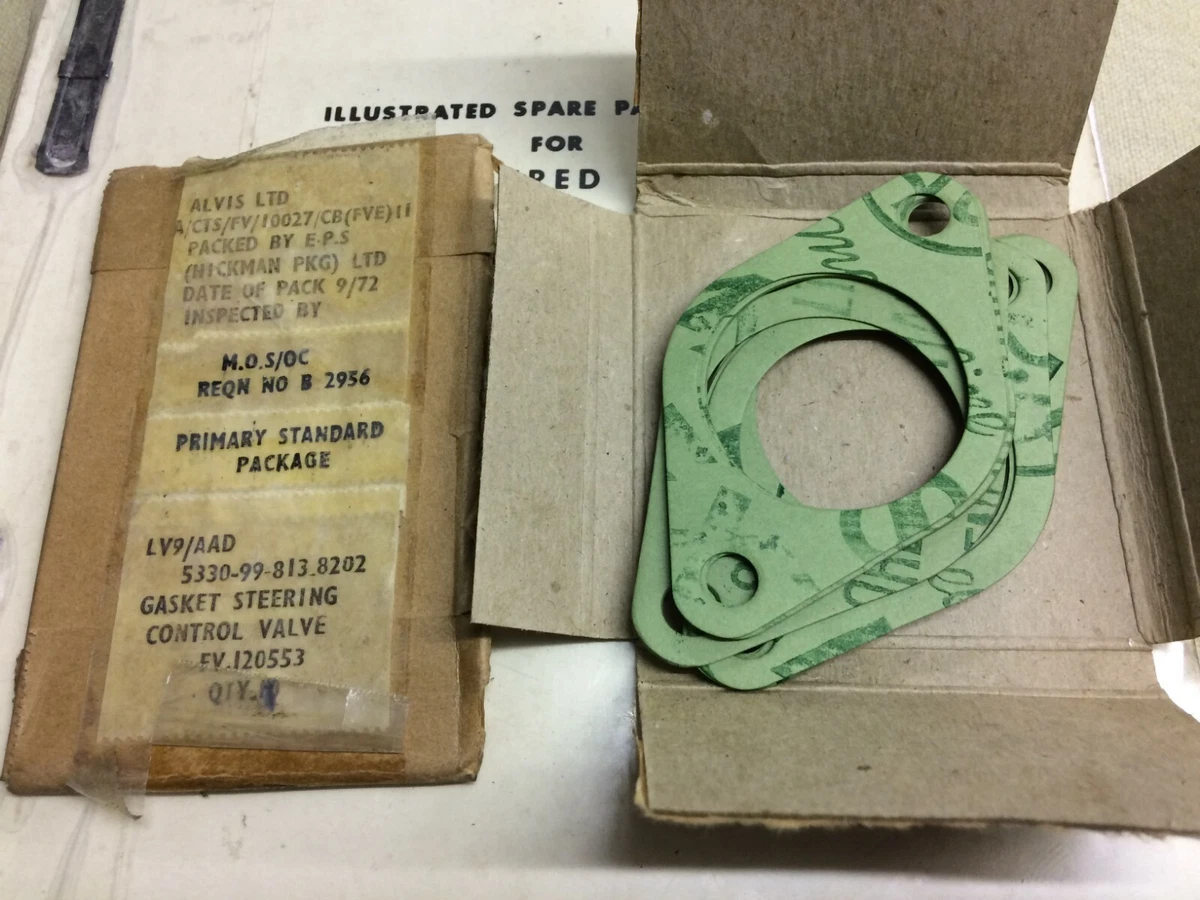 ILLUSTRATED SPARE
FOR
ALVIS LTD
A/CTS/FV/10027/CB(FVE)11
PACKED BY E.P.S
(HICKMAN PKG) LTD
DATE OF PACK 9/72
INSPECTED BY
M.O.S/OC
REQN NO B 2956
PRIMARY STANDARD
PACKAGE
LV9/AAD
5330-99-813.8202
GASKET STEERING
CONTROL VALVE
FV.120553
QTY.